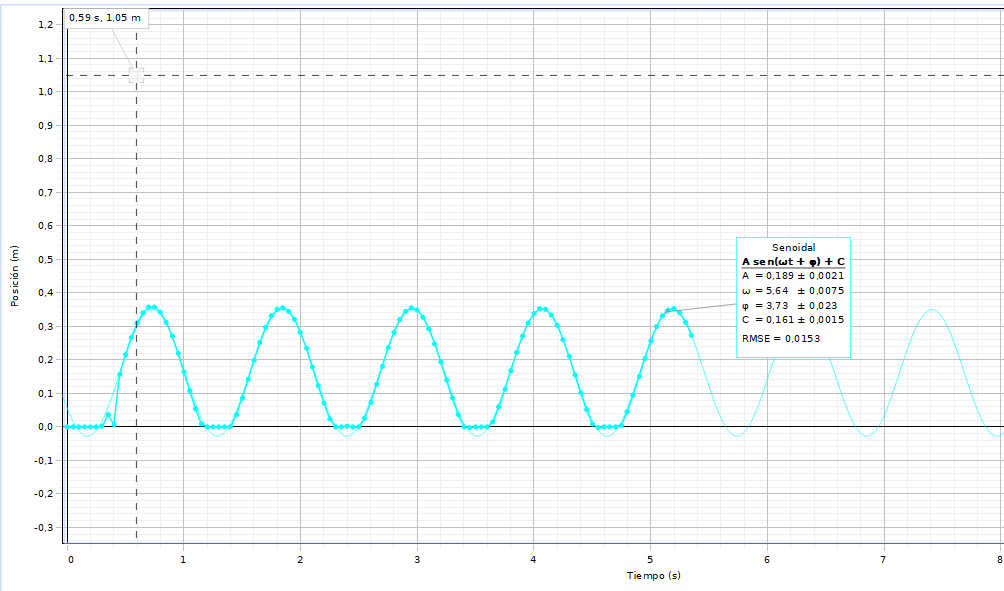 0,59 s, 1,05 m
1,2
1,1
1,0
0,9
0,8
0,7
0,6
0,5
0,4
0,3
0,2
0,1
0,0
-0,1
-0,2
-0,3
Posición (m)
Senoidal
A sen(ωt + φ) + C
A = 0,189 ± 0,0021
ω = 5,64 ± 0,0075
φ = 3,73 ± 0,023
C = 0,161 ± 0,0015
RMSE = 0,0153
0 1 2 3 4 5 6 7 8
Tiempo (s)